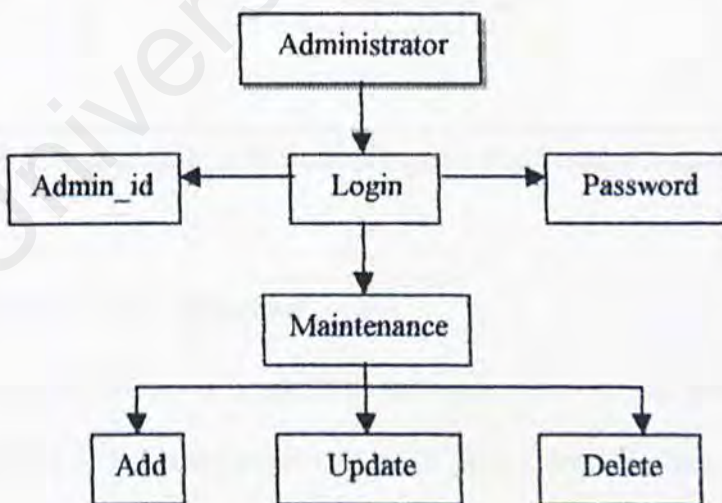 Administrator
Admin_id
Login
Password
Maintenance
Add
Update
Delete